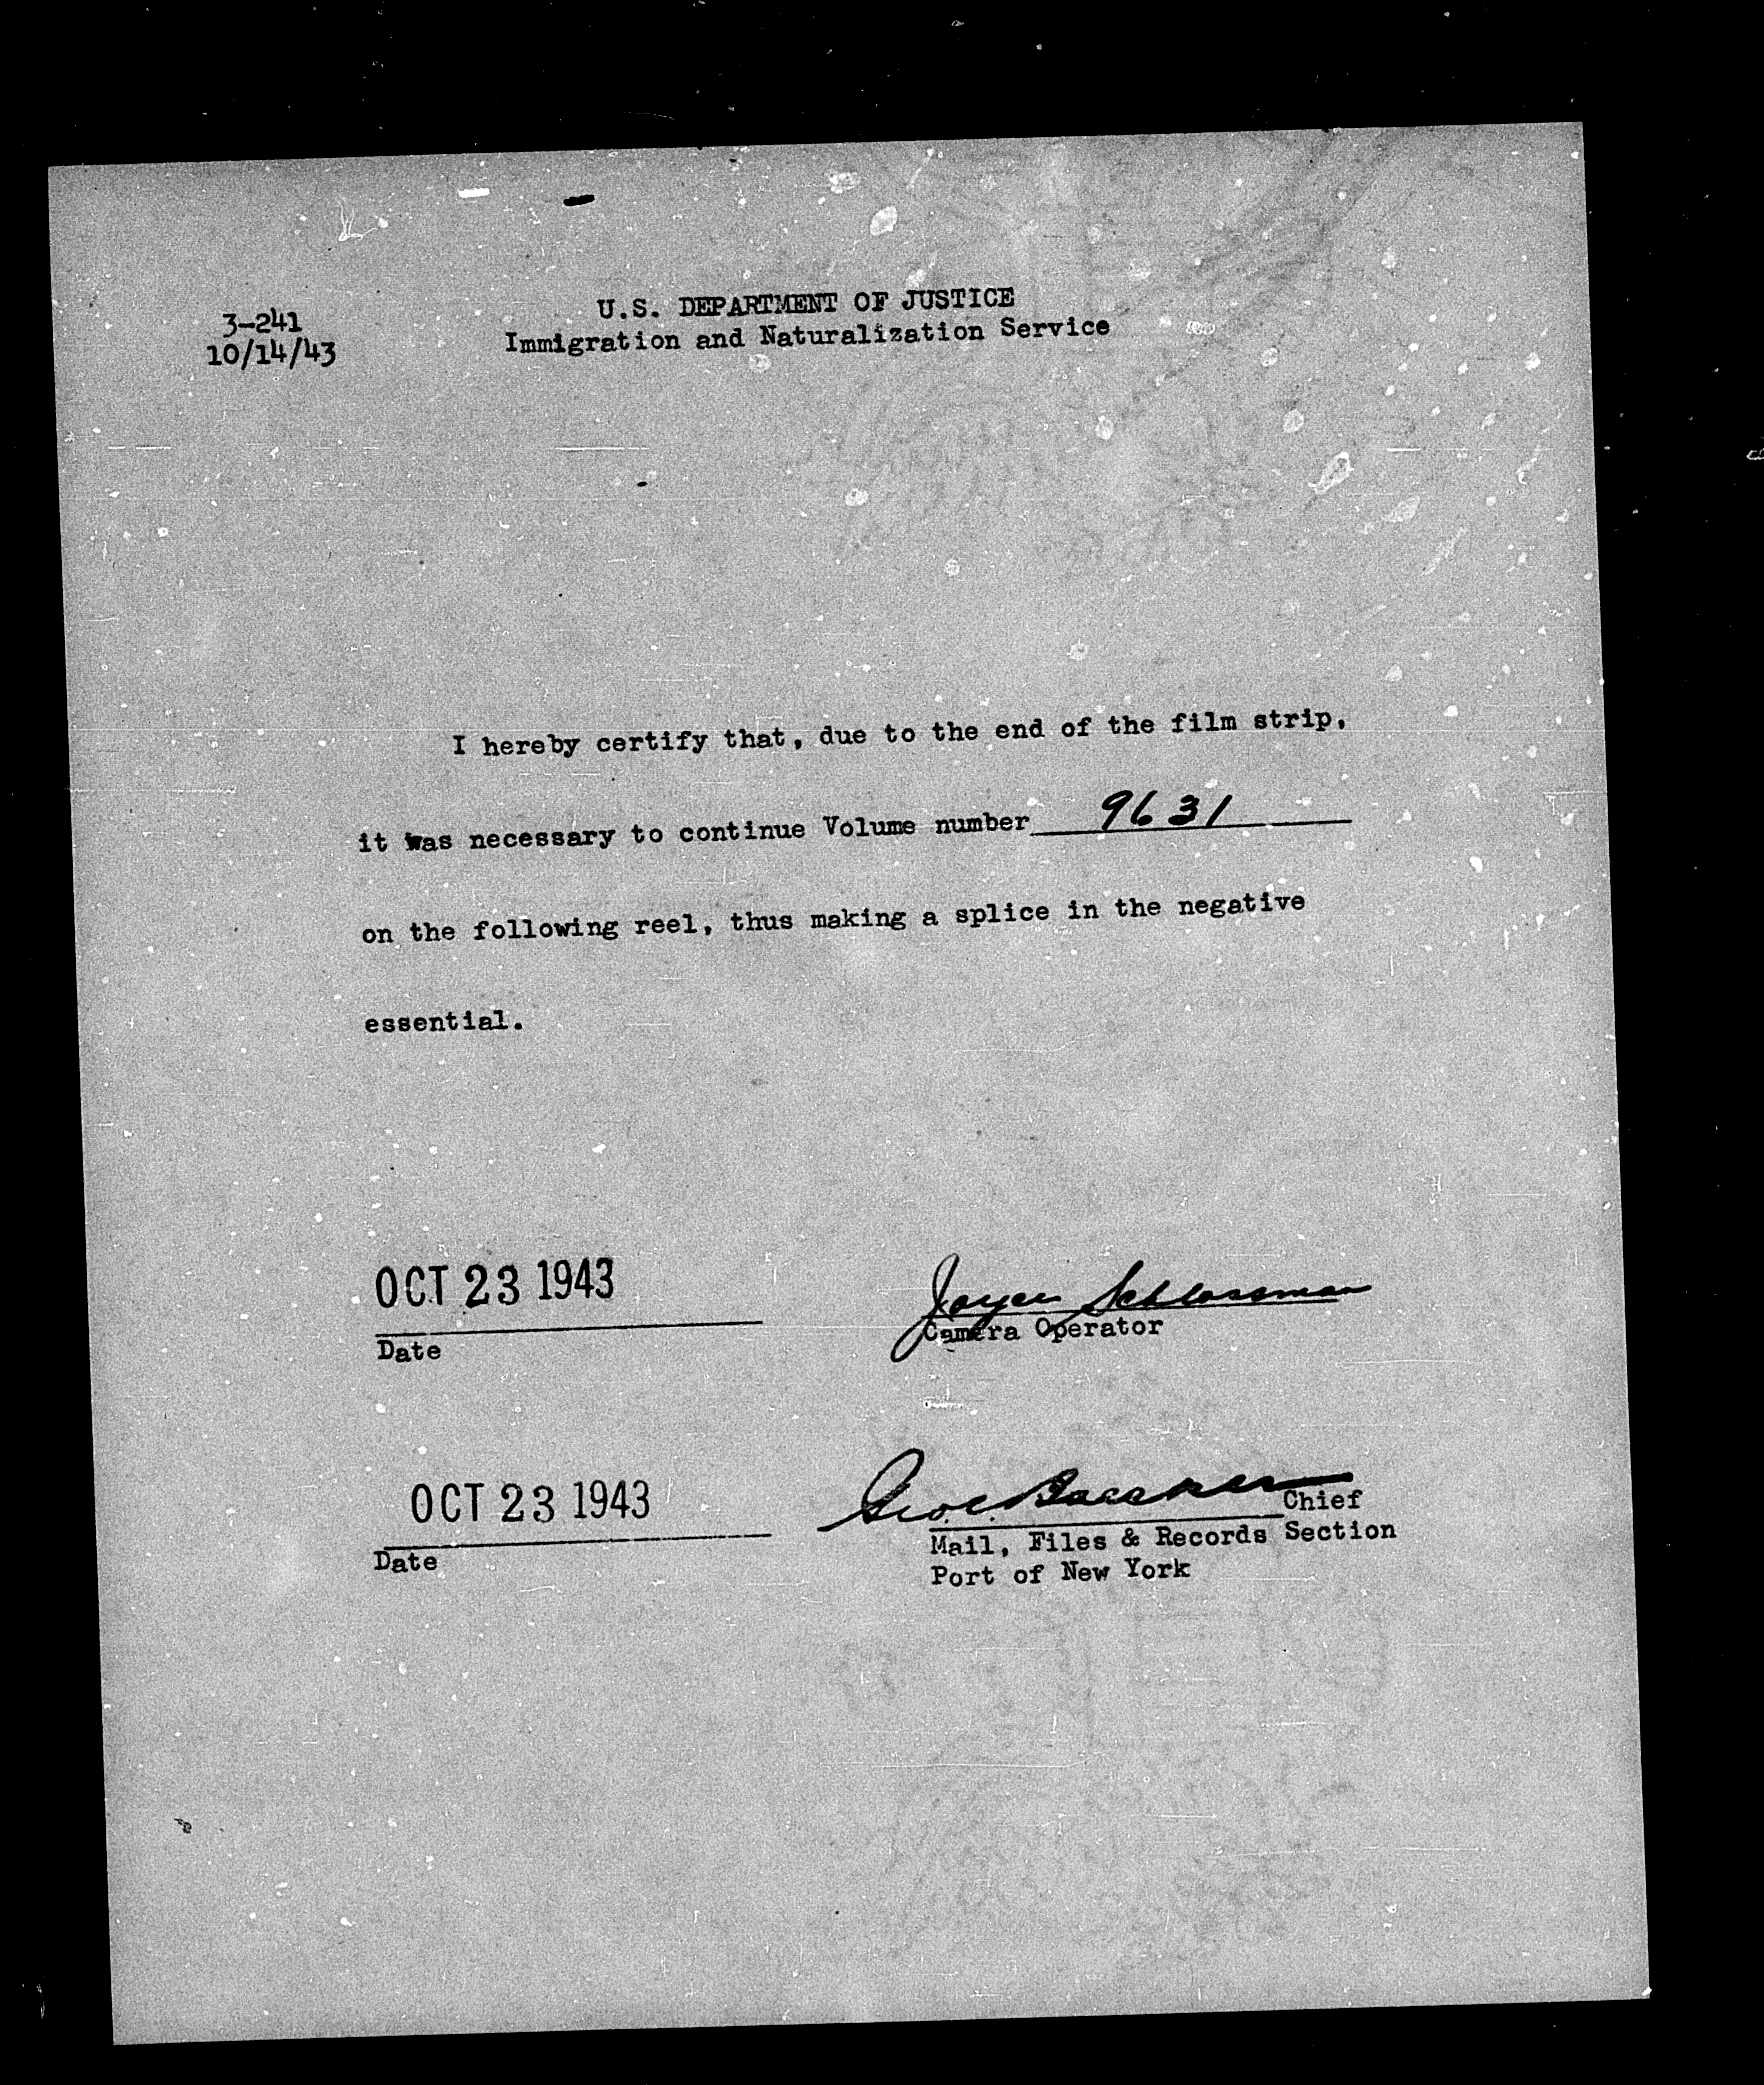 3-241
10/14/43
U.S. DEPARTMENT OF JUSTICE
Immigration and Naturalization Service
I hereby certify that, due to the end of the film strip,
it was necessary to continue Volume number 9631
on the following reel, thus making a splice in the negative
essential.
OCT 23 1943
Date
Joyce Schlossman
Camera Operator
OCT 23 1943
Date
Geo. C.
Chief
Mail, Files & Records Section
Port of New York